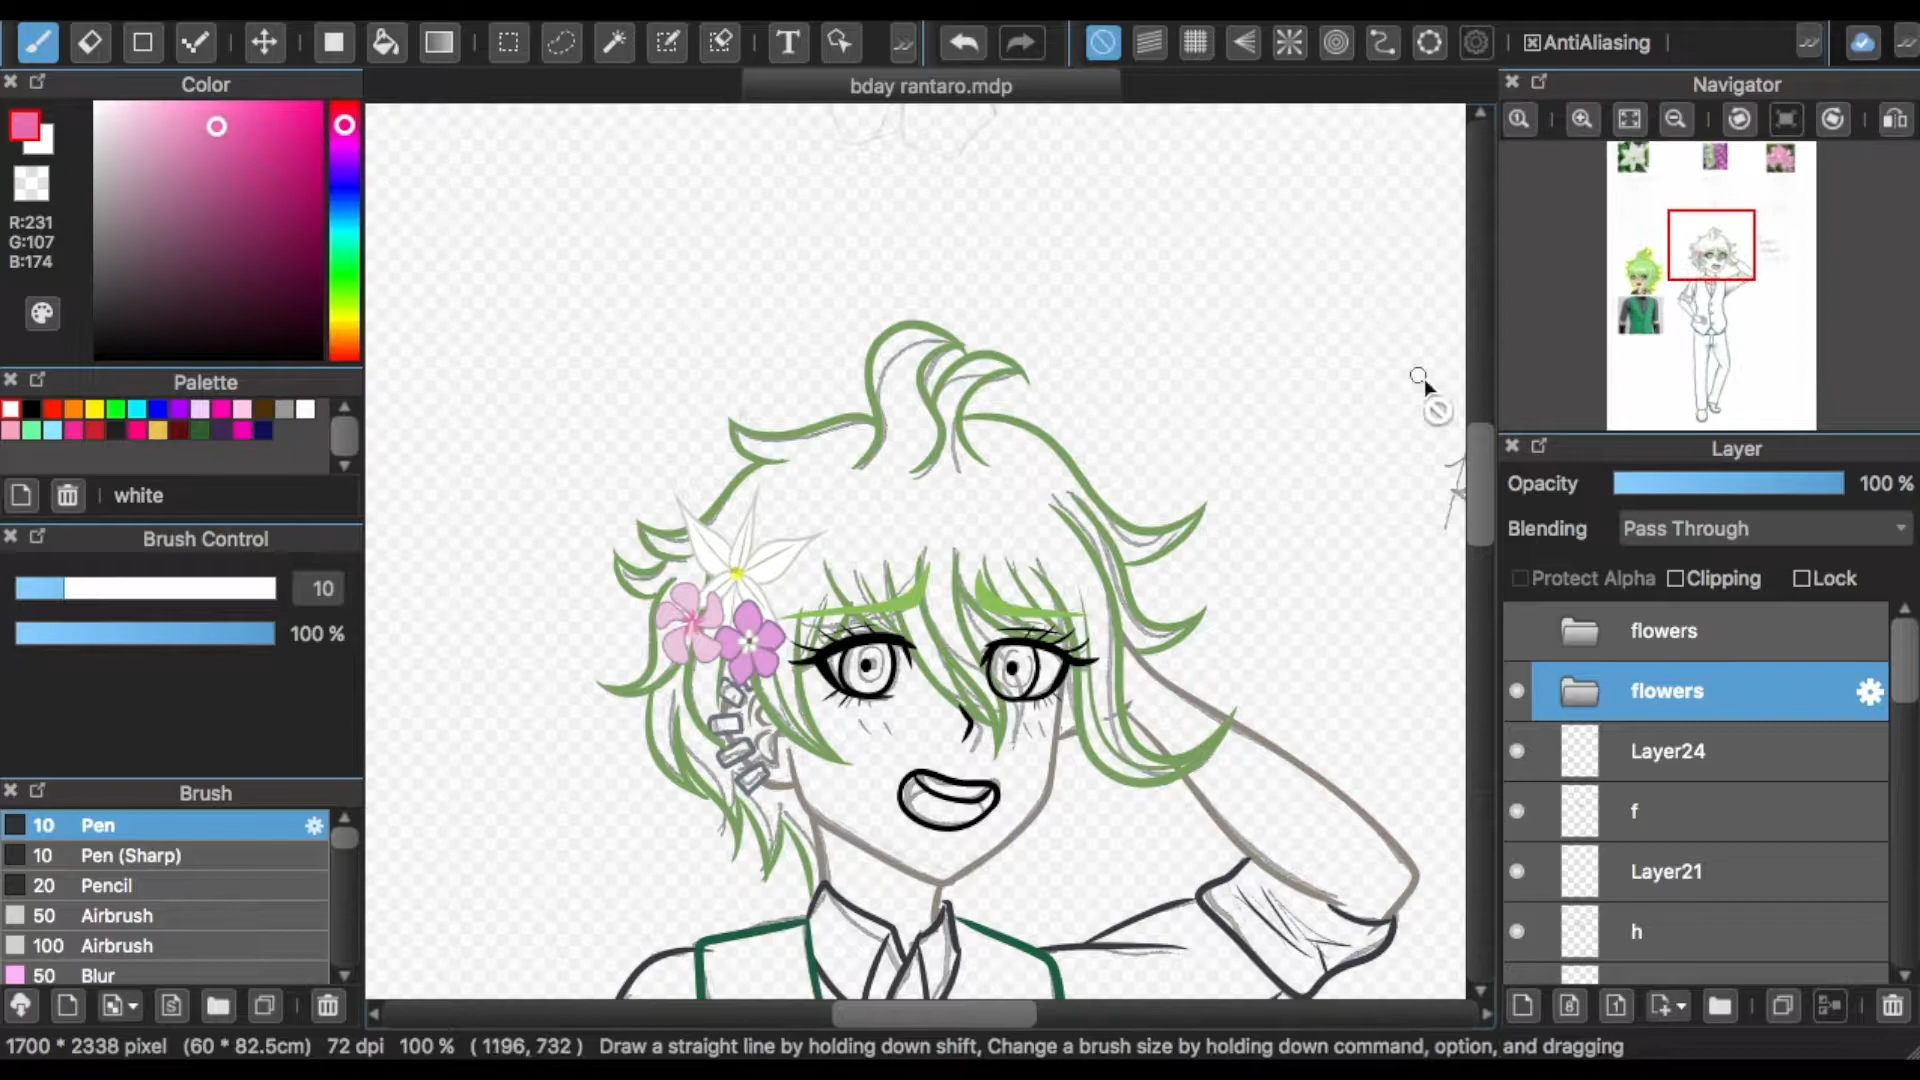 T
AntiAliasing
Color
bday rantaro.mdp
Navigator
R:231
G:107
B:174
Palette
white
Brush Control
10
100 %
Brush
10 Pen
10 Pen (Sharp)
20 Pencil
50 Airbrush
100 Airbrush
50 Blur
Layer
Opacity 100 %
Blending Pass Through
Protect Alpha Clipping Lock
flowers
flowers
Layer24
f
Layer21
h
1700 * 2338 pixel (60 * 82.5cm) 72 dpi 100 % ( 1196, 732 ) Draw a straight line by holding down shift, Change a brush size by holding down command, option, and dragging